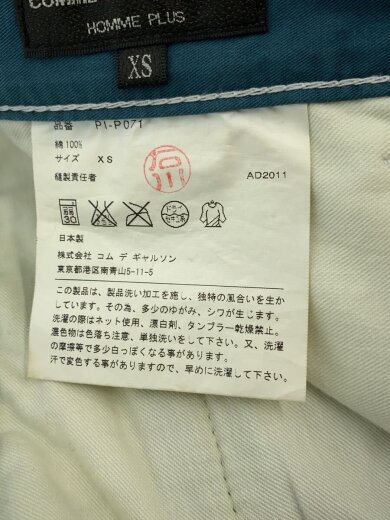 COMME
HOMME PLUS
XS
品番 PI-P071
綿100%
サイズ XS
縫製責任者 AD2011
30
ドライ
セキユ系
日本製
株式会社 コム デ ギャルソン
東京都港区南青山5-11-5
この製品は、製品洗い加工を施し、独特の風合いを生か
しています。その為、多少のゆがみ、シワが生じます。
洗濯の際はネット使用、漂白剤、タンブラー乾燥禁止。
濃色物は色落ち注意、単独洗いをして下さい。又、洗濯
の摩擦等で多少白っぽくなる事があります。
汗で変色する事がありますので、早めに洗濯して下さい。